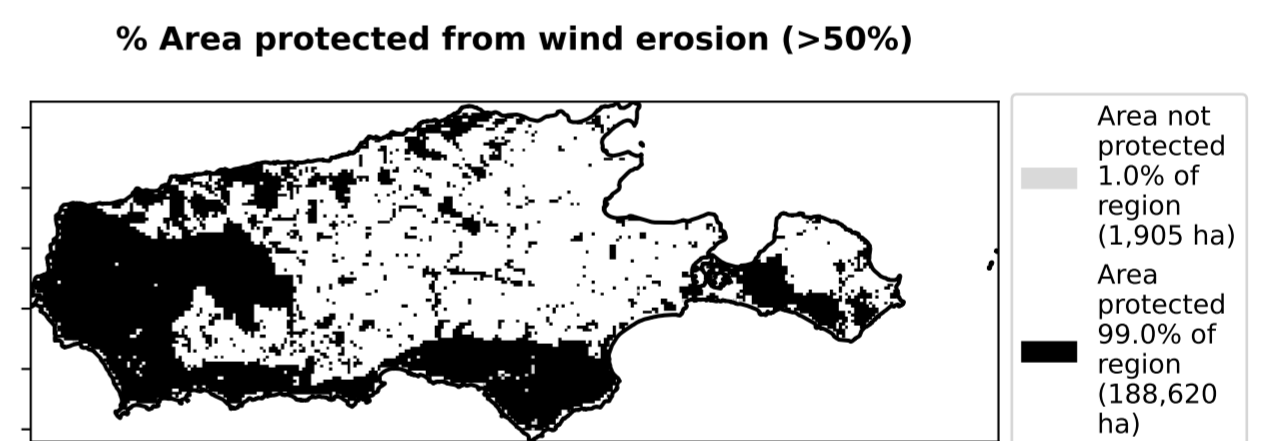 % Area protected from wind erosion (>50%)
Area not
protected
1.0% of
region
(1,905 ha)
Area
protected
99.0% of
region
(188,620
ha)